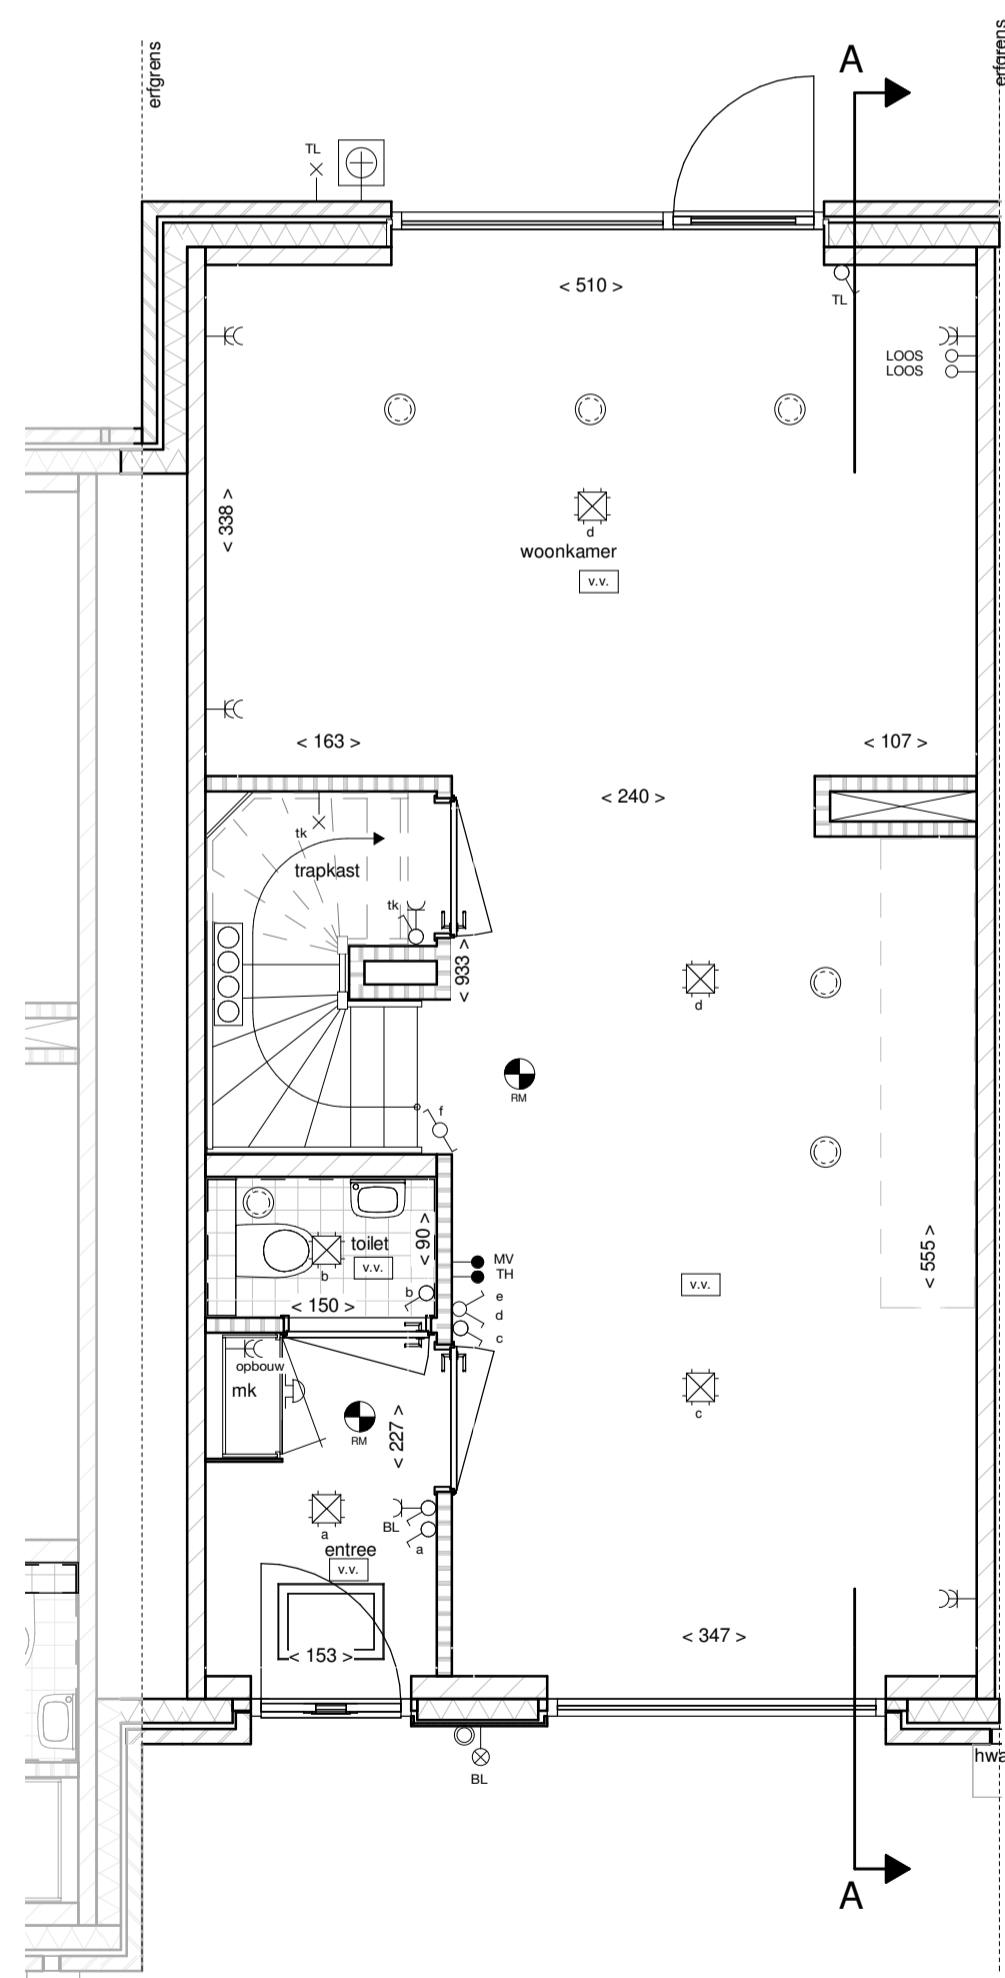 erfgrens
erfgrens
A
TL
< 510 >
TL
LOOS
LOOS
< 338 >
d
woonkamer
v.v.
< 163 >
< 107 >
< 240 >
tk
trapkast
tk
< 933 >
d
RM
f
toilet
< 90 >
b
v.v.
MV
TH
< 555 >
v.v.
b
e
< 150 >
d
c
opbouw
mk
RM
< 227 >
c
a
BL
a
entree
v.v.
< 153 >
< 347 >
BL
hwa
A